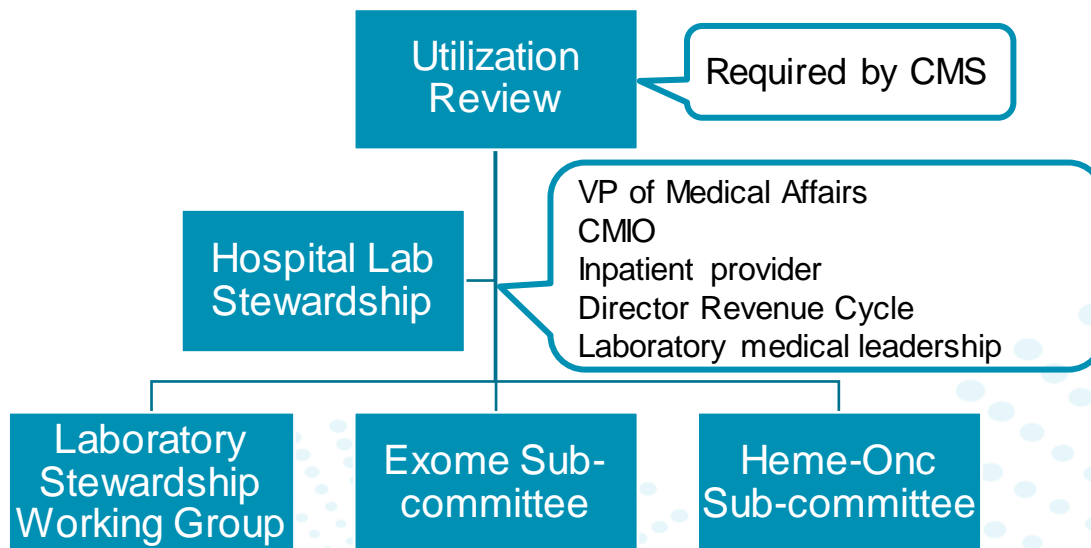 Utilization
Review
Required by CMS
VP of Medical Affairs
CMIO
Inpatient provider
Director Revenue Cycle
Laboratory medical leadership
Hospital Lab
Stewardship
Laboratory
Stewardship
Working Group
Exome Sub-
committee
Heme-Onc
Sub-committee